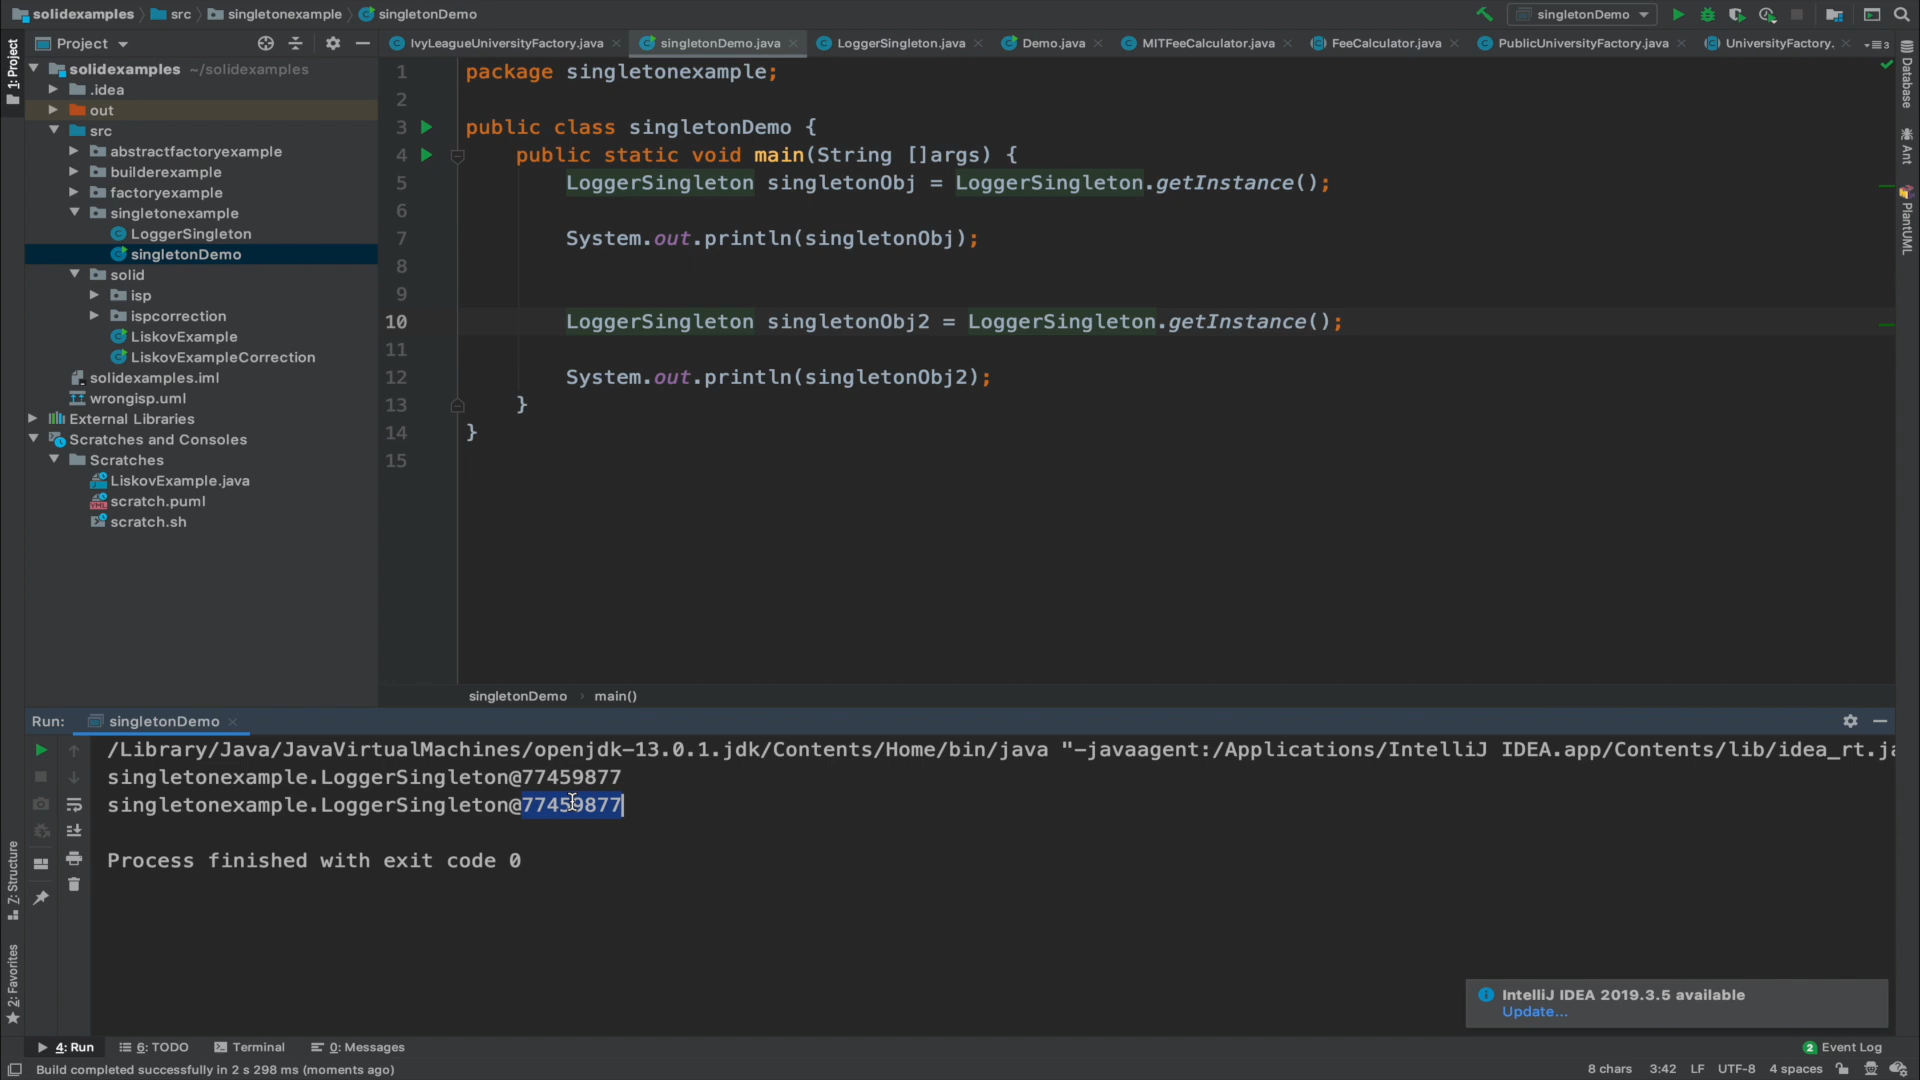 solidexamples src singletonexample singletonDemo
singletonDemo
Project
IvyLeagueUniversityFactory.java singletonDemo.java LoggerSingleton.java Demo.java MITFeeCalculator.java FeeCalculator.java PublicUniversityFactory.java UniversityFactory. 3
1: Project
solidexamples ~/solidexamples
.idea
out
src
abstractfactoryexample
builderexample
factoryexample
singletonexample
LoggerSingleton
singletonDemo
solid
isp
ispcorrection
LiskovExample
LiskovExampleCorrection
solidexamples.iml
wrongisp.uml
External Libraries
Scratches and Consoles
Scratches
LiskovExample.java
scratch.puml
scratch.sh
1 package singletonexample;
2
3 public class singletonDemo {
4 public static void main(String []args) {
5 LoggerSingleton singletonObj = LoggerSingleton.getInstance();
6
7 System.out.println(singletonObj);
8
9
10 LoggerSingleton singletonObj2 = LoggerSingleton.getInstance();
11
12 System.out.println(singletonObj2);
13 }
14 }
15
Database
Ant
PlantUML
singletonDemo main()
Run: singletonDemo
/Library/Java/JavaVirtualMachines/openjdk-13.0.1.jdk/Contents/Home/bin/java "-javaagent:/Applications/IntelliJ IDEA.app/Contents/lib/idea_rt.ja
singletonexample.LoggerSingleton@77459877
singletonexample.LoggerSingleton@77459877
Process finished with exit code 0
7: Structure
2: Favorites
IntelliJ IDEA 2019.3.5 available
Update...
4: Run 6: TODO Terminal 0: Messages
2 Event Log
Build completed successfully in 2 s 298 ms (moments ago)
8 chars 3:42 LF UTF-8 4 spaces